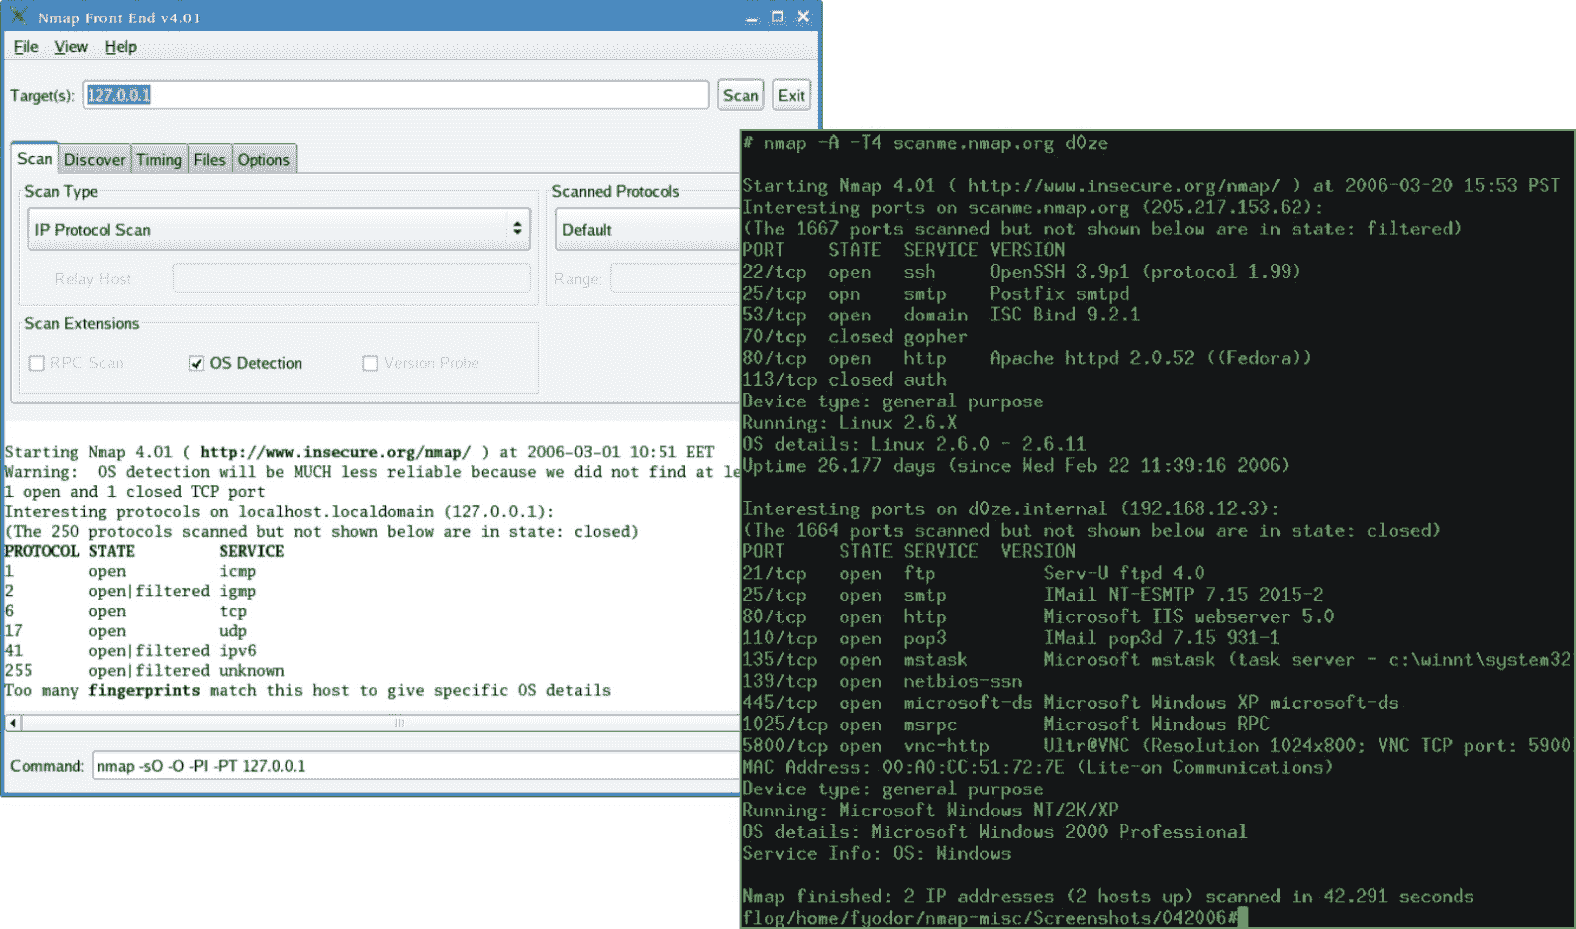 Nmap Front End v4.01
File View Help
Target(s): 127.0.0.1 Scan Exit
Scan Discover Timing Files Options
Scan Type
IP Protocol Scan
Relay Host
Scanned Protocols
Default
Range:
Scan Extensions
RPC Scan OS Detection Version Probe
Starting Nmap 4.01 ( http://www.insecure.org/nmap/ ) at 2006-03-01 10:51 EET
Warning:  OS detection will be MUCH less reliable because we did not find at le
1 open and 1 closed TCP port
Interesting protocols on localhost.localdomain (127.0.0.1):
(The 250 protocols scanned but not shown below are in state: closed)
PROTOCOL STATE SERVICE
1 open icmp
2 open|filtered igmp
6 open tcp
17 open udp
41 open|filtered ipv6
255 open|filtered unknown
Too many fingerprints match this host to give specific OS details
Command: nmap -sO -O -PI -PT 127.0.0.1
# nmap -A -T4 scanme.nmap.org d0ze
Starting Nmap 4.01 ( http://www.insecure.org/nmap/ ) at 2006-03-20 15:53 PST
Interesting ports on scanme.nmap.org (205.217.153.62):
(The 1667 ports scanned but not shown below are in state: filtered)
PORT STATE SERVICE VERSION
22/tcp open ssh OpenSSH 3.9p1 (protocol 1.99)
25/tcp opn smtp Postfix smtpd
53/tcp open domain ISC Bind 9.2.1
70/tcp closed gopher
80/tcp open http Apache httpd 2.0.52 ((Fedora))
113/tcp closed auth
Device type: general purpose
Running: Linux 2.6.X
OS details: Linux 2.6.0 - 2.6.11
Uptime 26.177 days (since Wed Feb 22 11:39:16 2006)
Interesting ports on d0ze.internal (192.168.12.3):
(The 1664 ports scanned but not shown below are in state: closed)
PORT STATE SERVICE VERSION
21/tcp open ftp Serv-U ftpd 4.0
25/tcp open smtp IMail NT-ESMTP 7.15 2015-2
80/tcp open http Microsoft IIS webserver 5.0
110/tcp open pop3 IMail pop3d 7.15 931-1
135/tcp open mstask Microsoft mstask (task server - c:\winnt\system32
139/tcp open netbios-ssn
445/tcp open microsoft-ds Microsoft Windows XP microsoft-ds
1025/tcp open msrpc Microsoft Windows RPC
5800/tcp open vnc-http Ultr@VNC (Resolution 1024x800; VNC TCP port: 5900
MAC Address: 00:A0:CC:51:72:7E (Lite-on Communications)
Device type: general purpose
Running: Microsoft Windows NT/2K/XP
OS details: Microsoft Windows 2000 Professional
Service Info: OS: Windows
Nmap finished: 2 IP addresses (2 hosts up) scanned in 42.291 seconds
flog/home/fyodor/nmap-misc/Screenshots/042006#